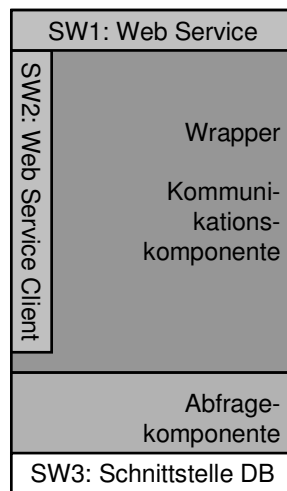 SW1: Web Service
SW2: Web Service Client
Wrapper
Kommuni-
kations-
komponente
Abfrage-
komponente
SW3: Schnittstelle DB